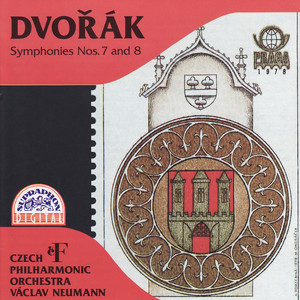 DVOŘÁK
Symphonies Nos. 7 and 8
PRAGA
1978
SUPRAPHON
DIGITAL
CZECH
PHILHARMONIC
ORCHESTRA
VÁCLAV NEUMANN